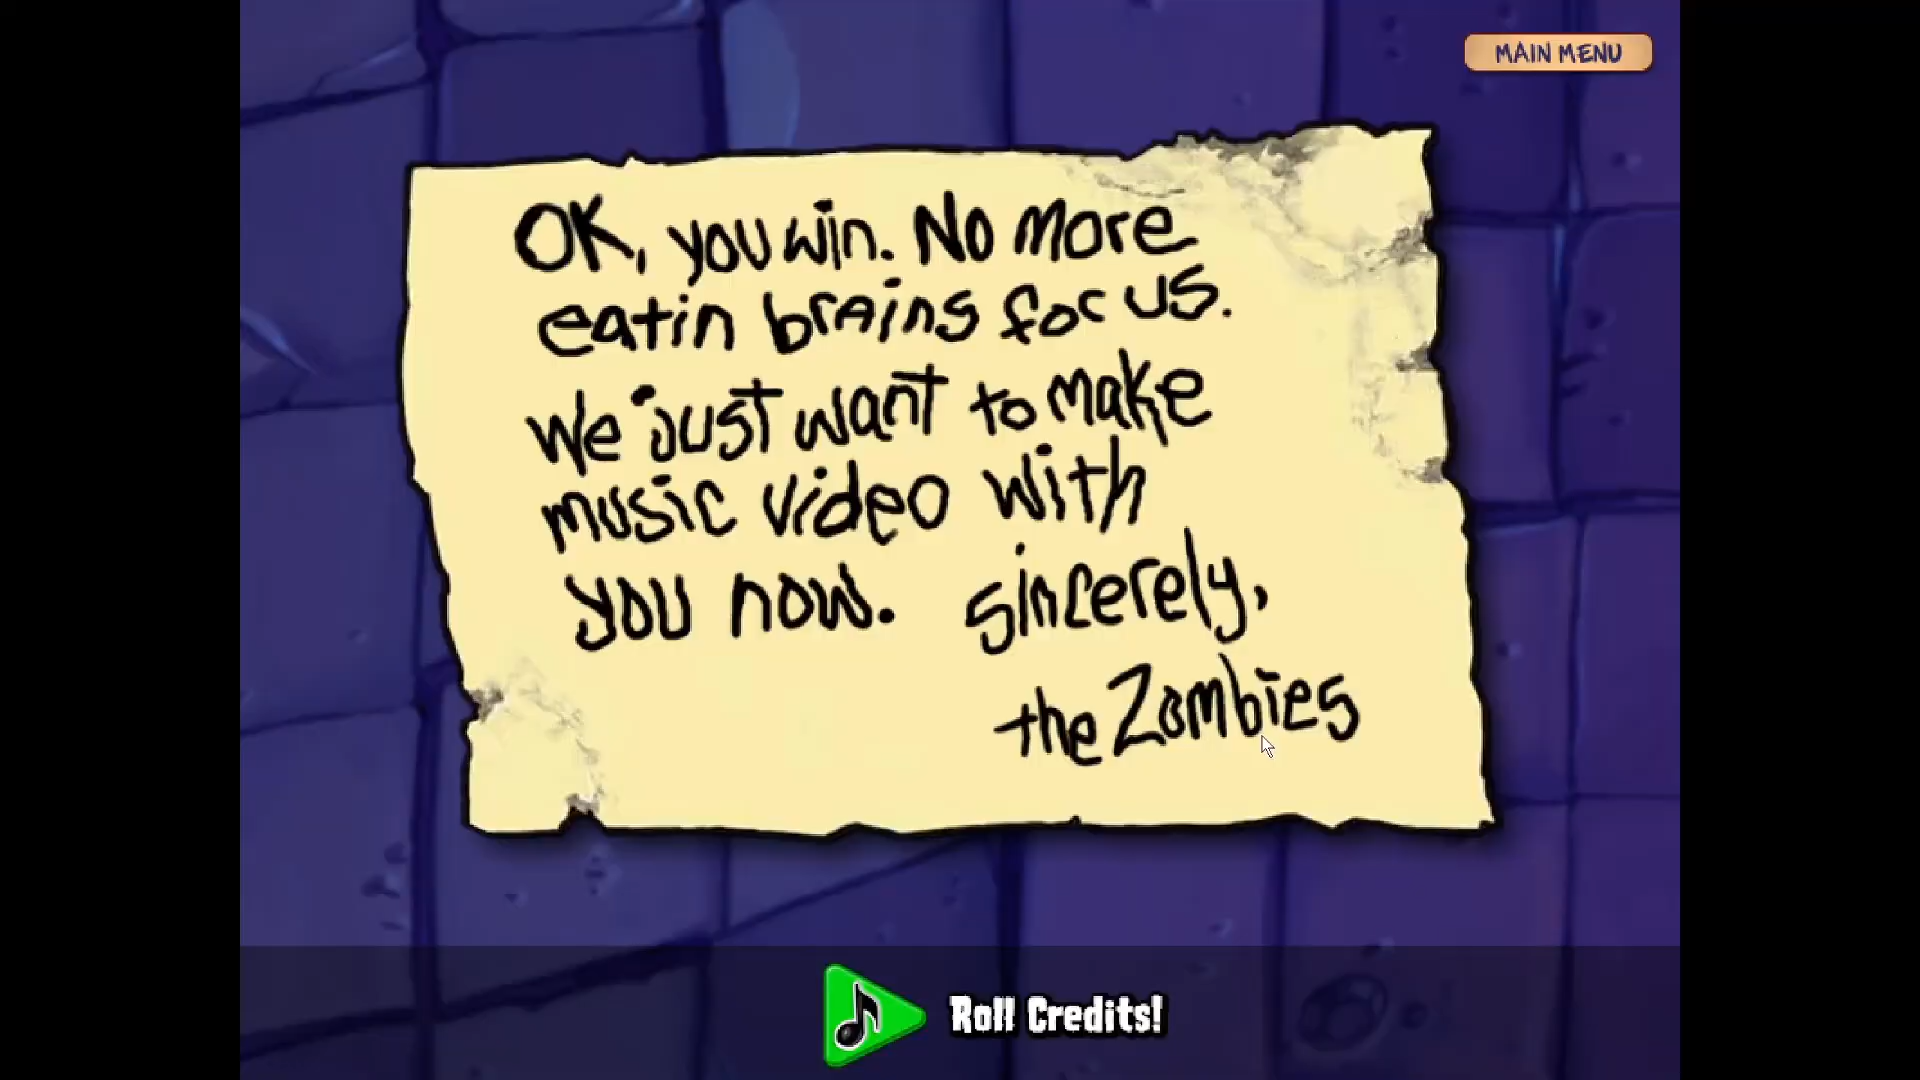 MAIN MENU
OK, you win. No more
eatin brains for us.
We just want to make
music video with
you now. sincerely,
the Zombies
Roll Credits!